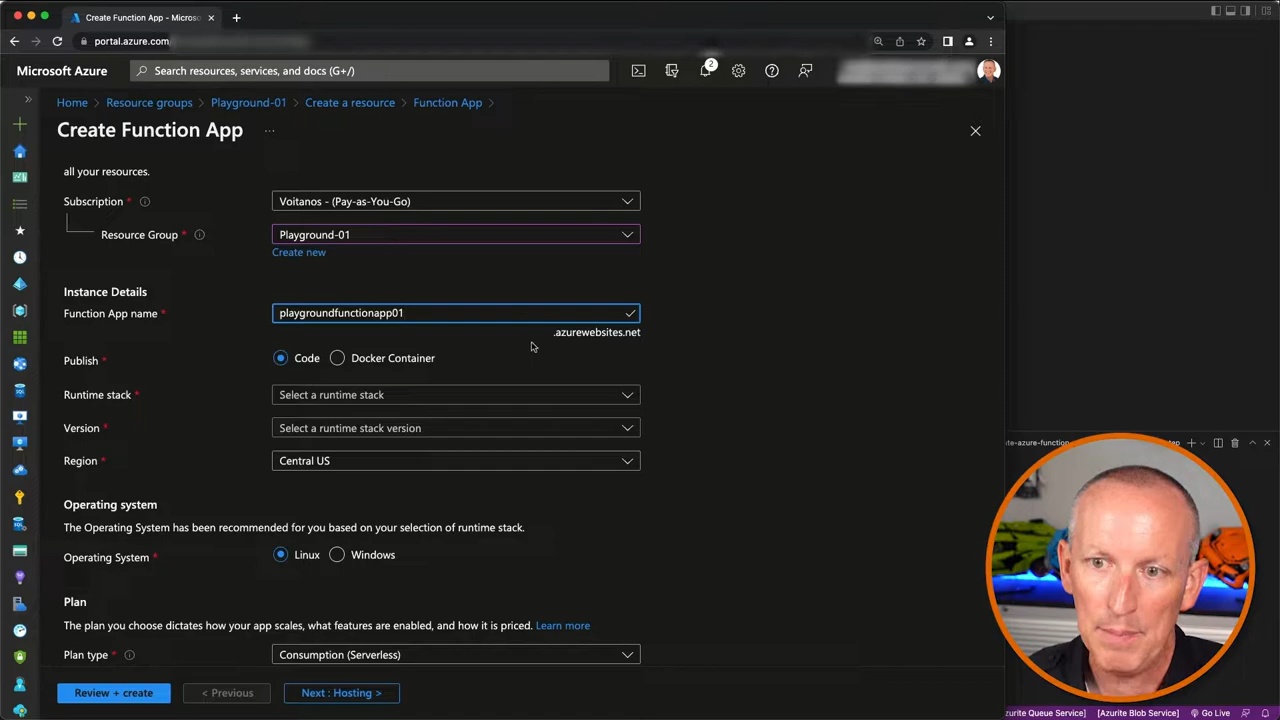 Create Function App - Microso
portal.azure.com
Microsoft Azure
Search resources, services, and docs (G+/)
2
Home > Resource groups > Playground-01 > Create a resource > Function App >
Create Function App ...
all your resources.
Subscription *
Voitanos - (Pay-as-You-Go)
Resource Group *
Playground-01
Create new
Instance Details
Function App name *
playgroundfunctionapp01
.azurewebsites.net
Publish *
Code
Docker Container
Runtime stack *
Select a runtime stack
Version *
Select a runtime stack version
Region *
Central US
Operating system
The Operating System has been recommended for you based on your selection of runtime stack.
Operating System *
Linux
Windows
Plan
The plan you choose dictates how your app scales, what features are enabled, and how it is priced. Learn more
Plan type *
Consumption (Serverless)
Review + create
< Previous
Next : Hosting >
te-azure-function
tep
zurite Queue Service]
[Azurite Blob Service]
Go Live